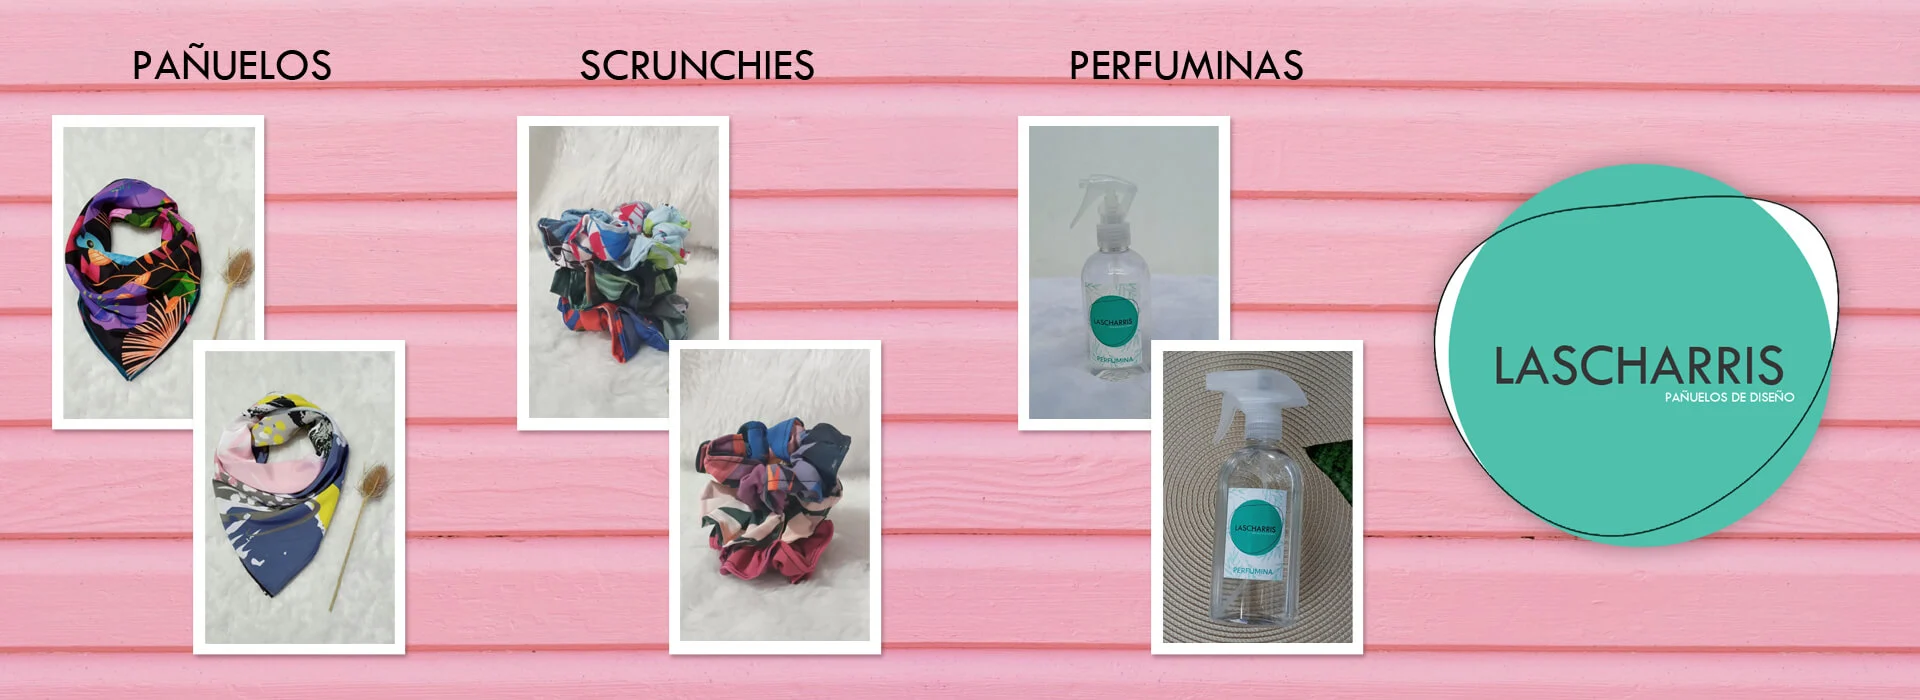 PAÑUELOS
SCRUNCHIES
PERFUMINAS
LASCHARRIS
PERFUMINA
LASCHARRIS
PERFUMINA
LASCHARRIS
PAÑUELOS DE DISEÑO